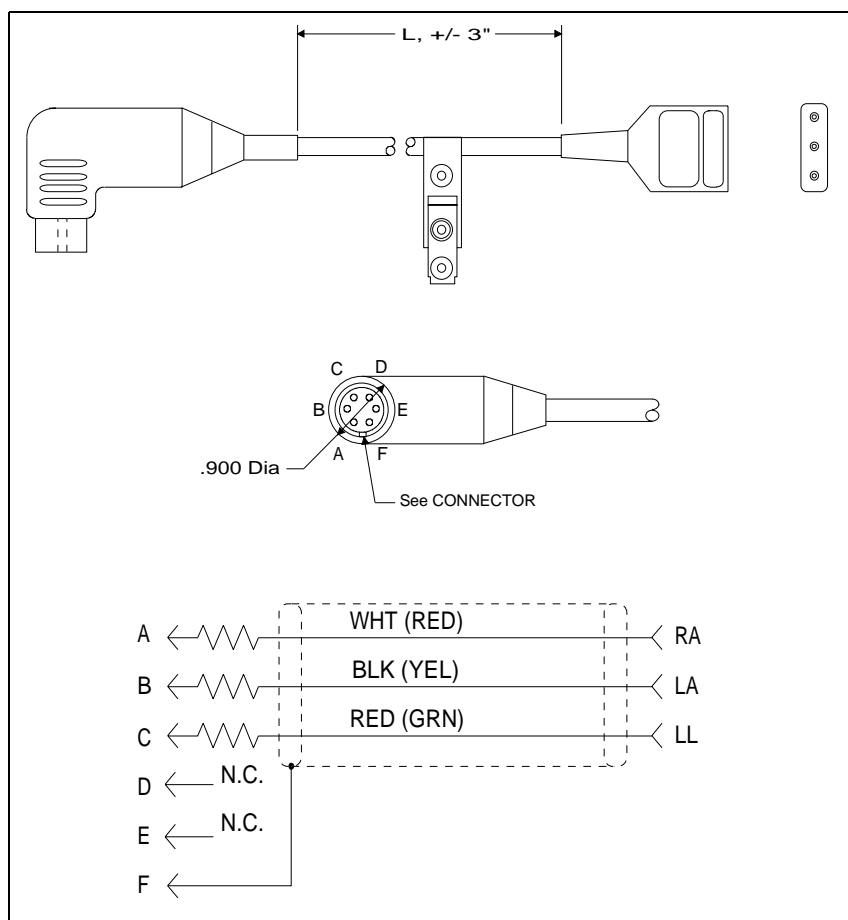 L, +/- 3"
C D
B E
A F
.900 Dia
See CONNECTOR
A WHT (RED) RA
B BLK (YEL) LA
C RED (GRN) LL
D N.C.
E N.C.
F